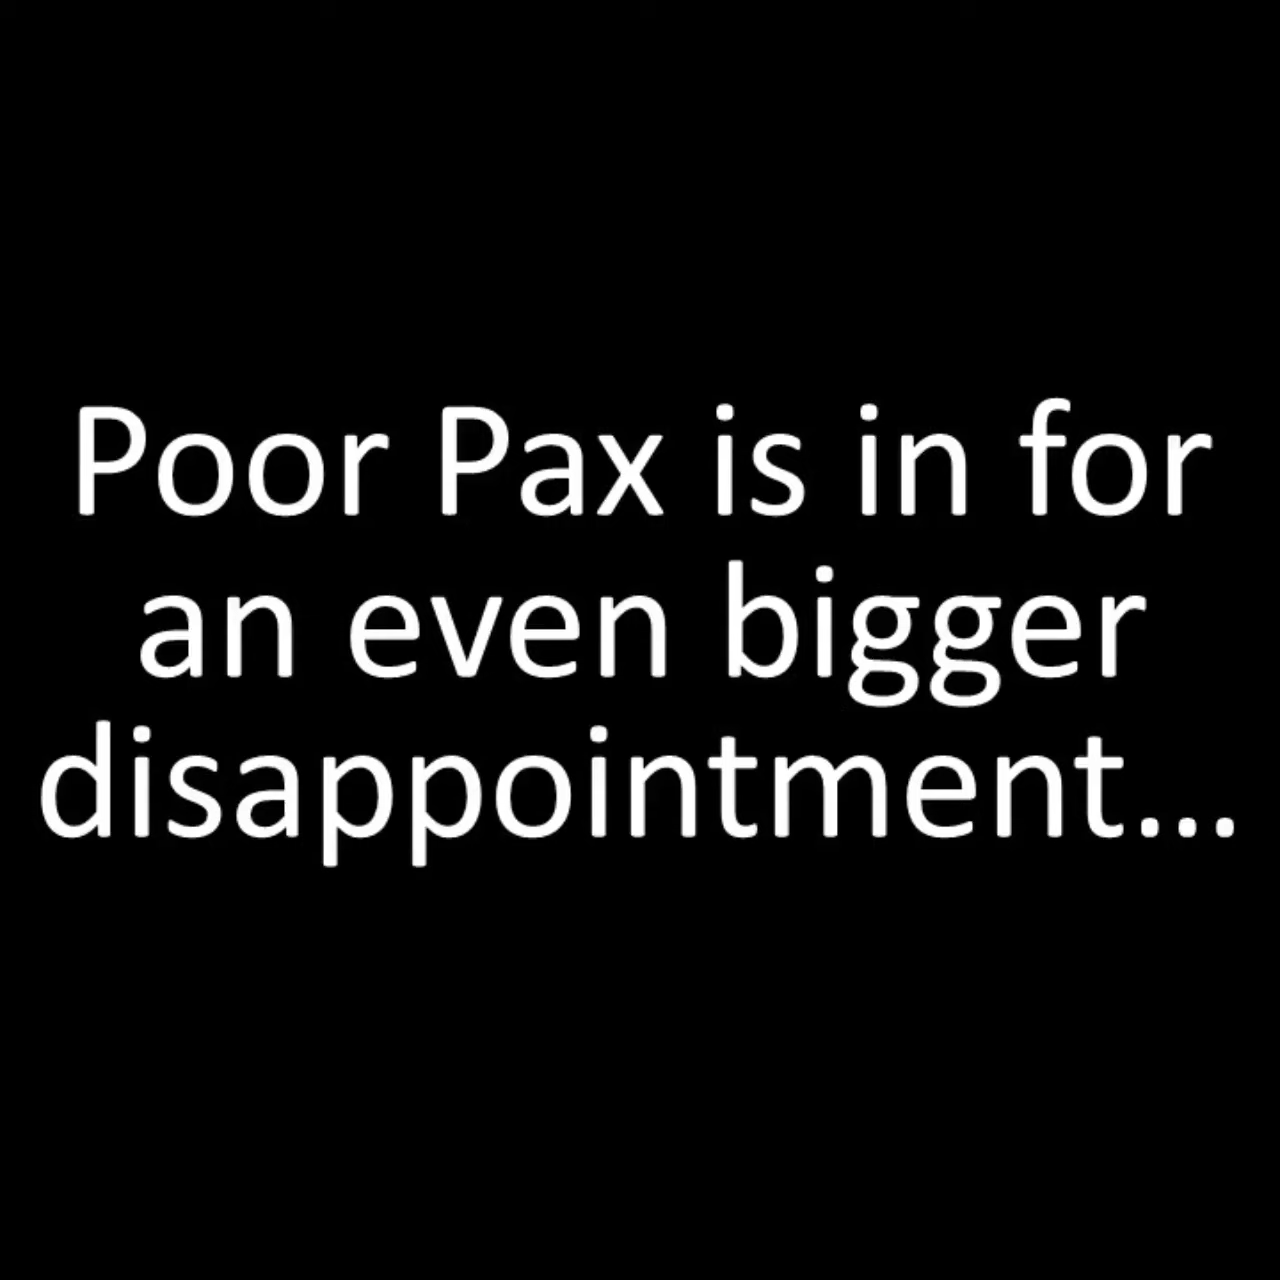 Poor Pax is in for
an even bigger
disappointment...